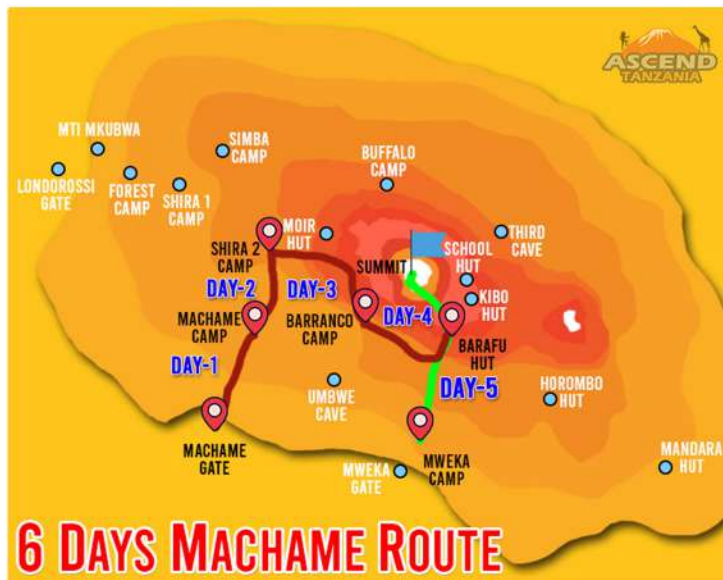 ASCEND
TANZANIA
MTI MKUBWA
SIMBA
CAMP
BUFFALO
CAMP
LONDOROSSI
GATE
FOREST
CAMP
SHIRA 1
CAMP
MOIR
HUT
THIRD
CAVE
SHIRA 2
CAMP
SUMMIT
SCHOOL
HUT
KIBO
HUT
DAY-2
DAY-3
MACHAME
CAMP
BARRANCO
CAMP
DAY-4
BARAFU
HUT
DAY-1
UMBWE
CAVE
DAY-5
HOROMBO
HUT
MACHAME
GATE
MWEKA
GATE
MWEKA
CAMP
MANDARA
HUT
6 DAYS MACHAME ROUTE